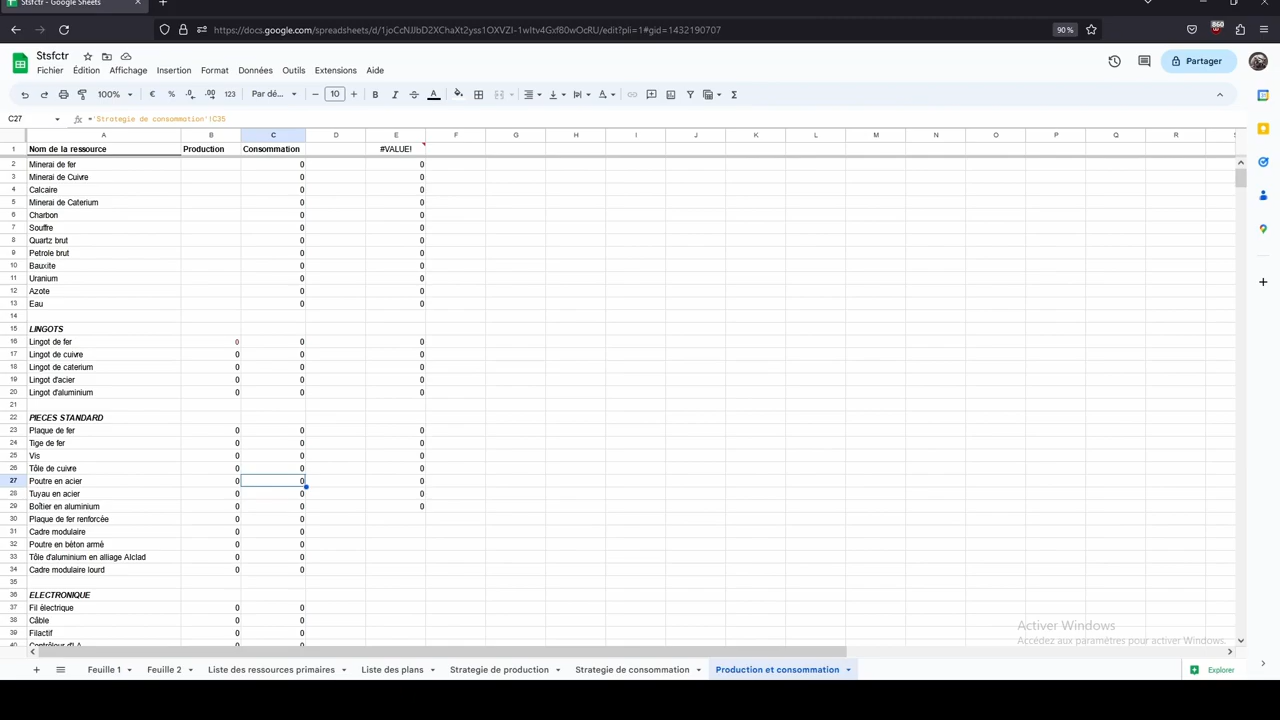 Stsfctr - Google Sheets
https://docs.google.com/spreadsheets/d/1joCcNJJbD2XChaXt2yss1OXVZI-1wItv4Gxf80wOcRU/edit?pli=1#gid=1432190707
90 %
860
Stsfctr
Fichier Édition Affichage Insertion Format Données Outils Extensions Aide
Partager
100% € % .0 .00 123 Par dé... 10 B I A Σ
C27 fx ='Strategie de consommation'!C35
A B C D E F G H I J K L M N O P Q R
1 Nom de la ressource Production Consommation #VALUE!
2 Minerai de fer 0 0
3 Minerai de Cuivre 0 0
4 Calcaire 0 0
5 Minerai de Caterium 0 0
6 Charbon 0 0
7 Souffre 0 0
8 Quartz brut 0 0
9 Petrole brut 0 0
10 Bauxite 0 0
11 Uranium 0 0
12 Azote 0 0
13 Eau 0 0
14
15 LINGOTS
16 Lingot de fer 0 0 0
17 Lingot de cuivre 0 0 0
18 Lingot de caterium 0 0 0
19 Lingot d'acier 0 0 0
20 Lingot d'aluminium 0 0 0
21
22 PIECES STANDARD
23 Plaque de fer 0 0 0
24 Tige de fer 0 0 0
25 Vis 0 0 0
26 Tôle de cuivre 0 0 0
27 Poutre en acier 0 0 0
28 Tuyau en acier 0 0 0
29 Boîtier en aluminium 0 0 0
30 Plaque de fer renforcée 0 0
31 Cadre modulaire 0 0
32 Poutre en béton armé 0 0
33 Tôle d'aluminium en alliage Alclad 0 0
34 Cadre modulaire lourd 0 0
35
36 ELECTRONIQUE
37 Fil électrique 0 0
38 Câble 0 0
39 Filactif 0 0
40 Contrôleur d'I.A. 0 0
Activer Windows
Accédez aux paramètres pour activer Windows.
Feuille 1 Feuille 2 Liste des ressources primaires Liste des plans Strategie de production Strategie de consommation Production et consommation Explorer